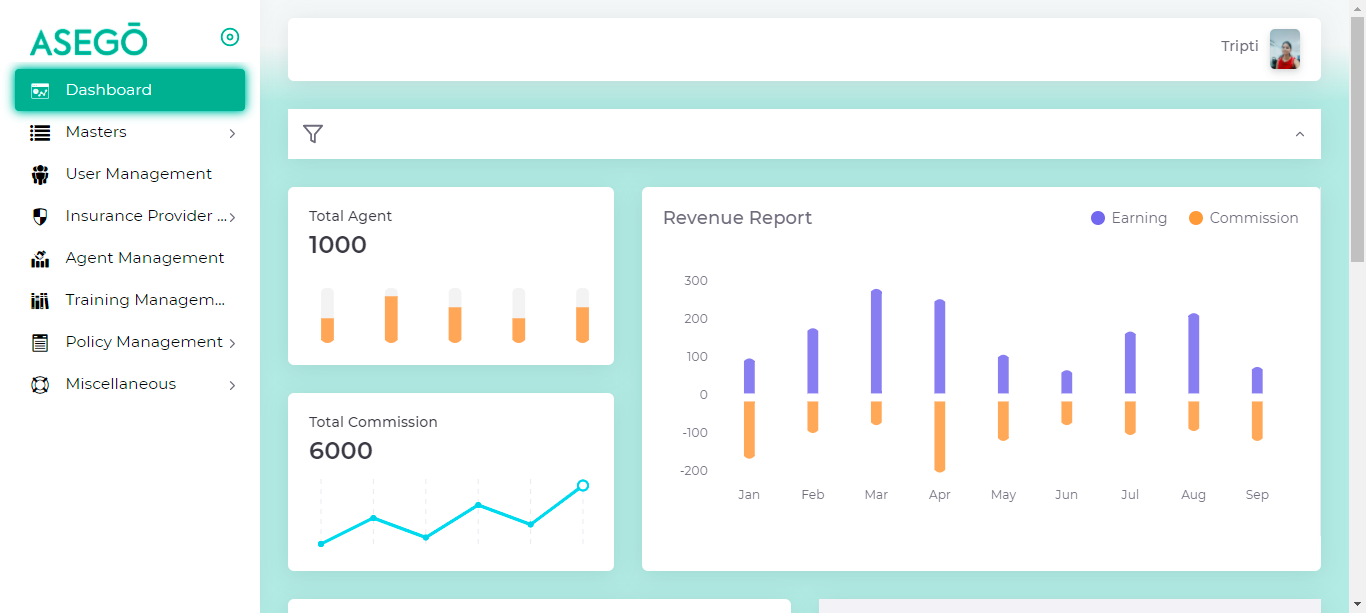 ASEGŌ
Dashboard
Masters
User Management
Insurance Provider ...
Agent Management
Training Managem...
Policy Management
Miscellaneous
Tripti
Total Agent
1000
Total Commission
6000
Revenue Report
Earning
Commission
300
200
100
0
-100
-200
Jan Feb Mar Apr May Jun Jul Aug Sep